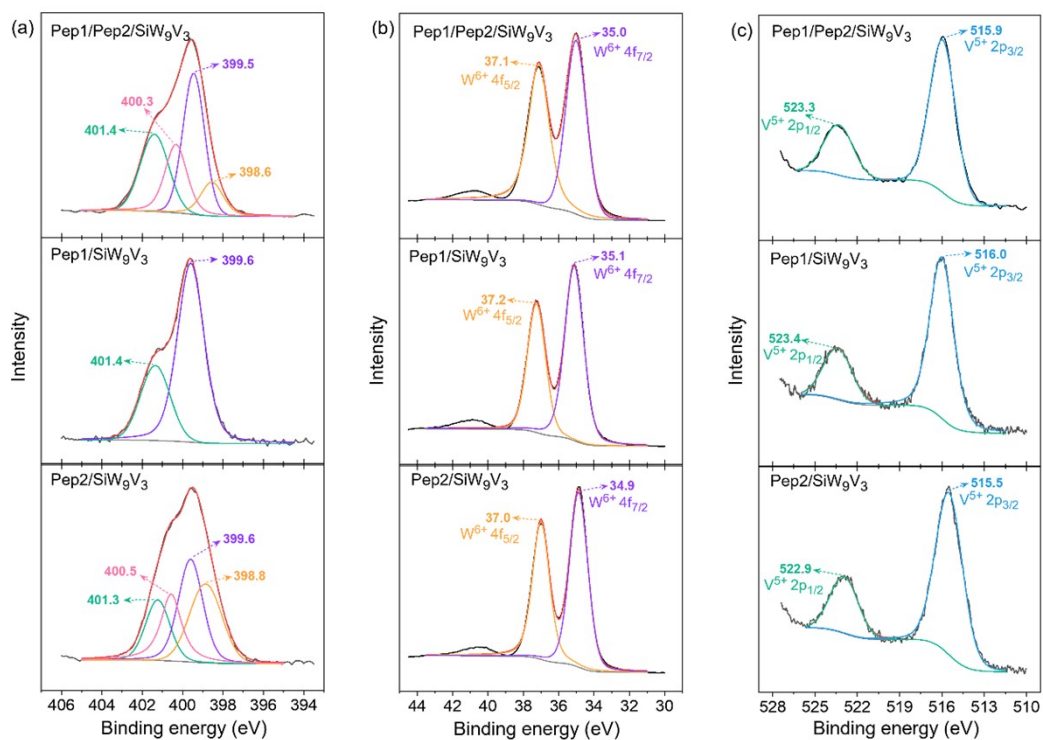 (a)
Pep1/Pep2/SiW₉V₃
399.5
400.3
401.4
398.6
Pep1/SiW₉V₃
399.6
401.4
Pep2/SiW₉V₃
399.6
400.5
398.8
401.3
406 404 402 400 398 396 394
Binding energy (eV)
Intensity
(b)
Pep1/Pep2/SiW₉V₃
35.0
W⁶⁺ 4f₇/₂
37.1
W⁶⁺ 4f₅/₂
Pep1/SiW₉V₃
35.1
W⁶⁺ 4f₇/₂
37.2
W⁶⁺ 4f₅/₂
Pep2/SiW₉V₃
34.9
W⁶⁺ 4f₇/₂
37.0
W⁶⁺ 4f₅/₂
44 42 40 38 36 34 32 30
Binding energy (eV)
Intensity
(c)
Pep1/Pep2/SiW₉V₃
515.9
V⁵⁺ 2p₃/₂
523.3
V⁵⁺ 2p₁/₂
Pep1/SiW₉V₃
516.0
V⁵⁺ 2p₃/₂
523.4
V⁵⁺ 2p₁/₂
Pep2/SiW₉V₃
515.5
V⁵⁺ 2p₃/₂
522.9
V⁵⁺ 2p₁/₂
528 525 522 519 516 513 510
Binding energy (eV)
Intensity